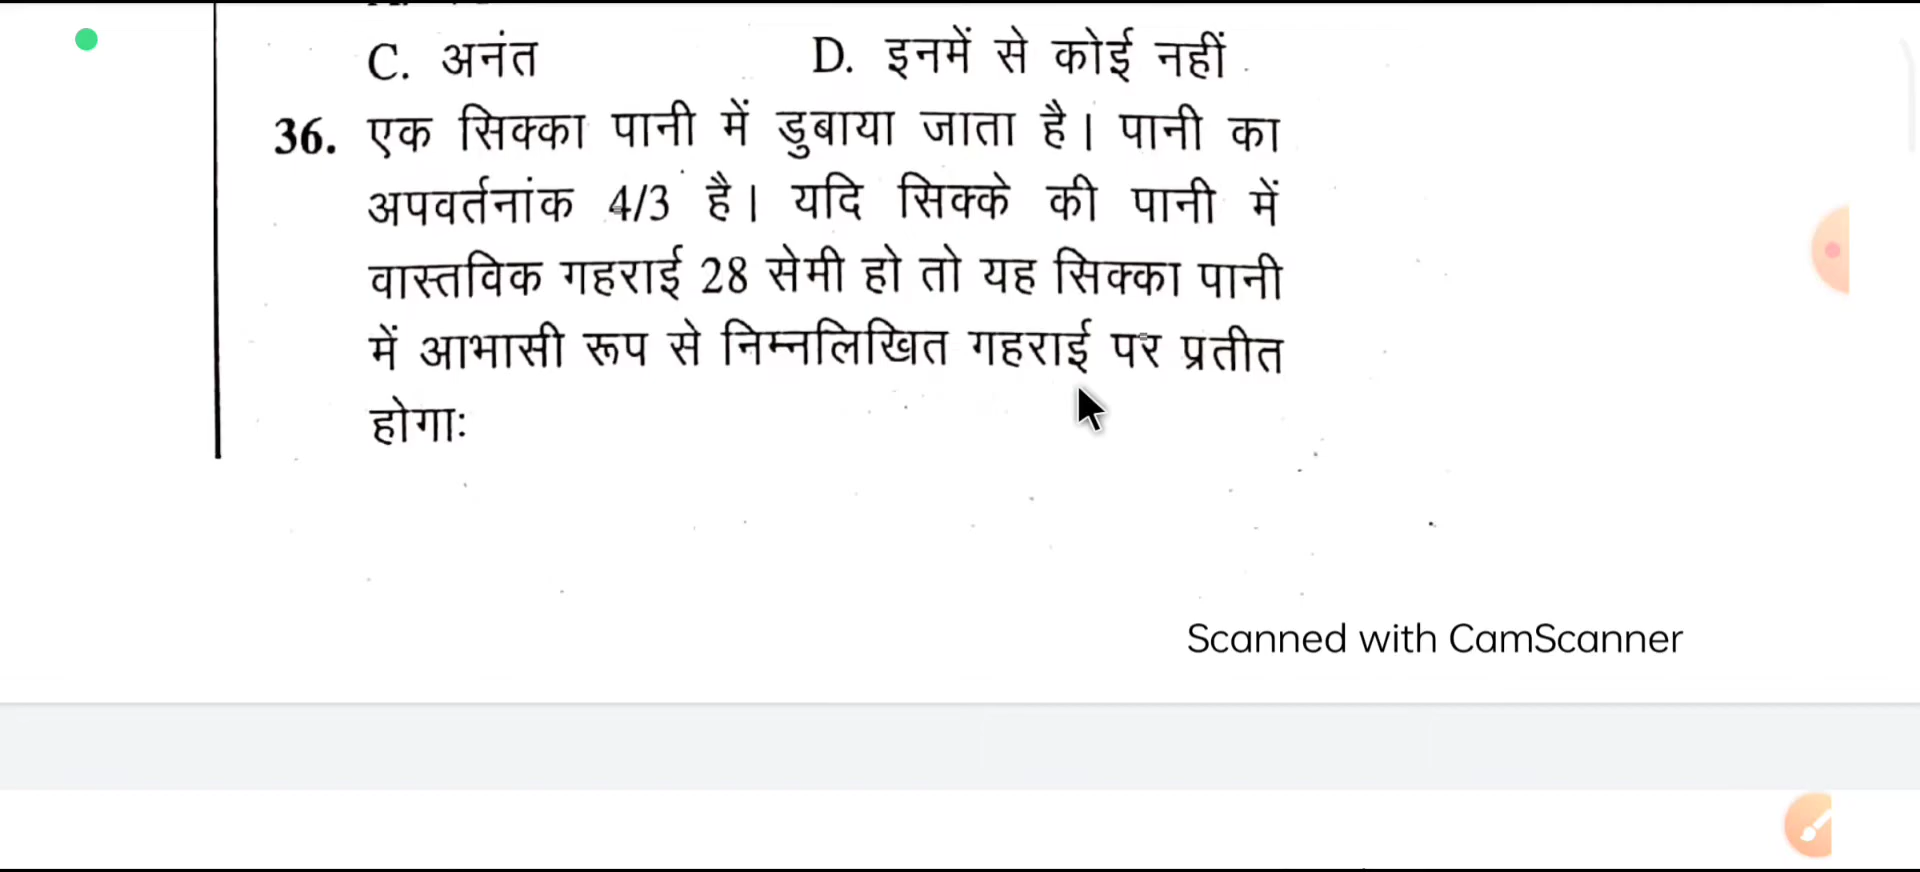 C. अनंत D. इनमें से कोई नहीं
36. एक सिक्का पानी में डुबाया जाता है। पानी का
अपवर्तनांक 4/3 है। यदि सिक्के की पानी में
वास्तविक गहराई 28 सेमी हो तो यह सिक्का पानी
में आभासी रूप से निम्नलिखित गहराई पर प्रतीत
होगाः
Scanned with CamScanner